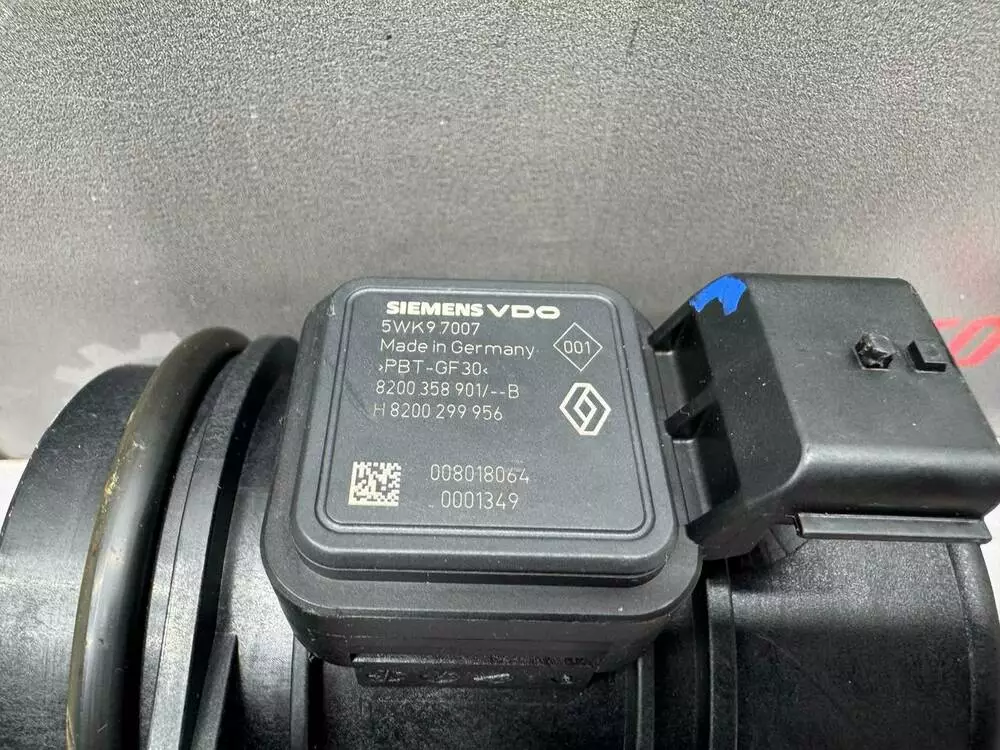 SIEMENS VDO
5WK9 7007
Made in Germany
001
>PBT-GF30<
8200 358 901/--B
H 8200 299 956
008018064
0001349